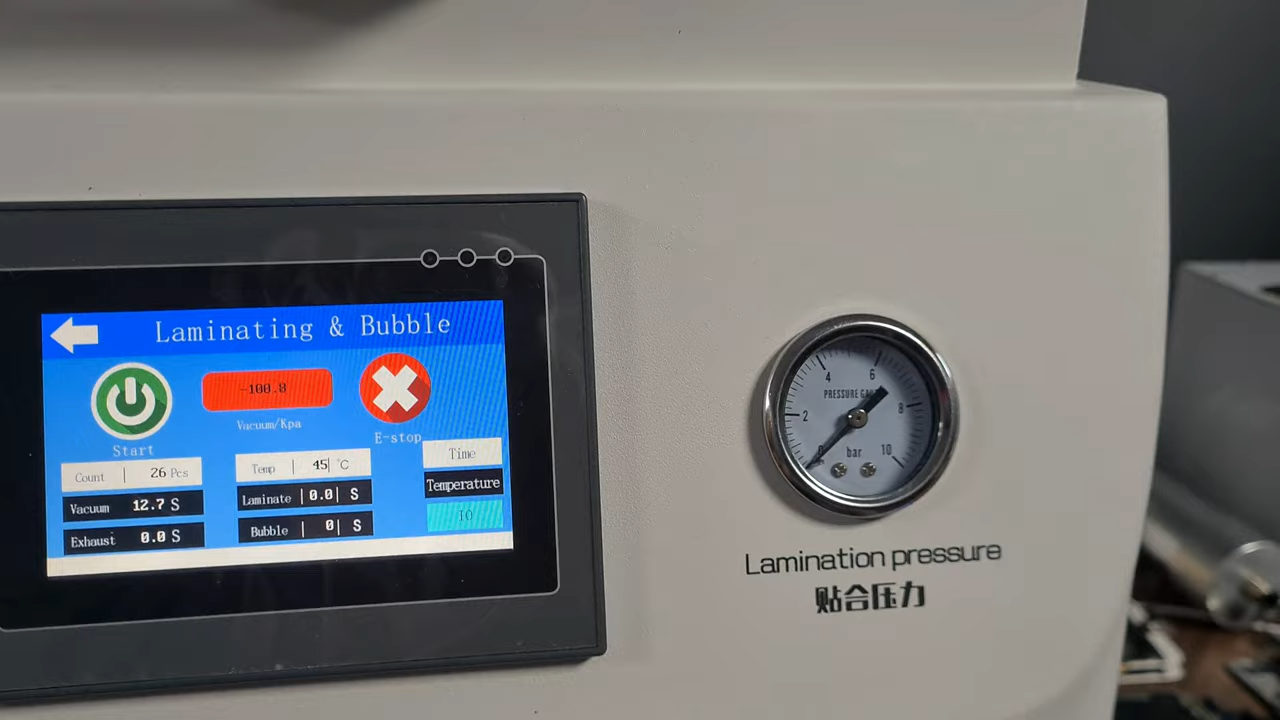 Laminating & Bubble
-100.8
Vacuum/Kpa
Start
E-stop
Count | 26 Pcs
Vacuum 12.7 S
Exhaust 0.0 S
Temp | 45| ℃
Laminate |0.0| S
Bubble | 0| S
Time
Temperature
IO
4 6
PRESSURE
2 8
0 bar 10
Lamination pressure
贴合压力